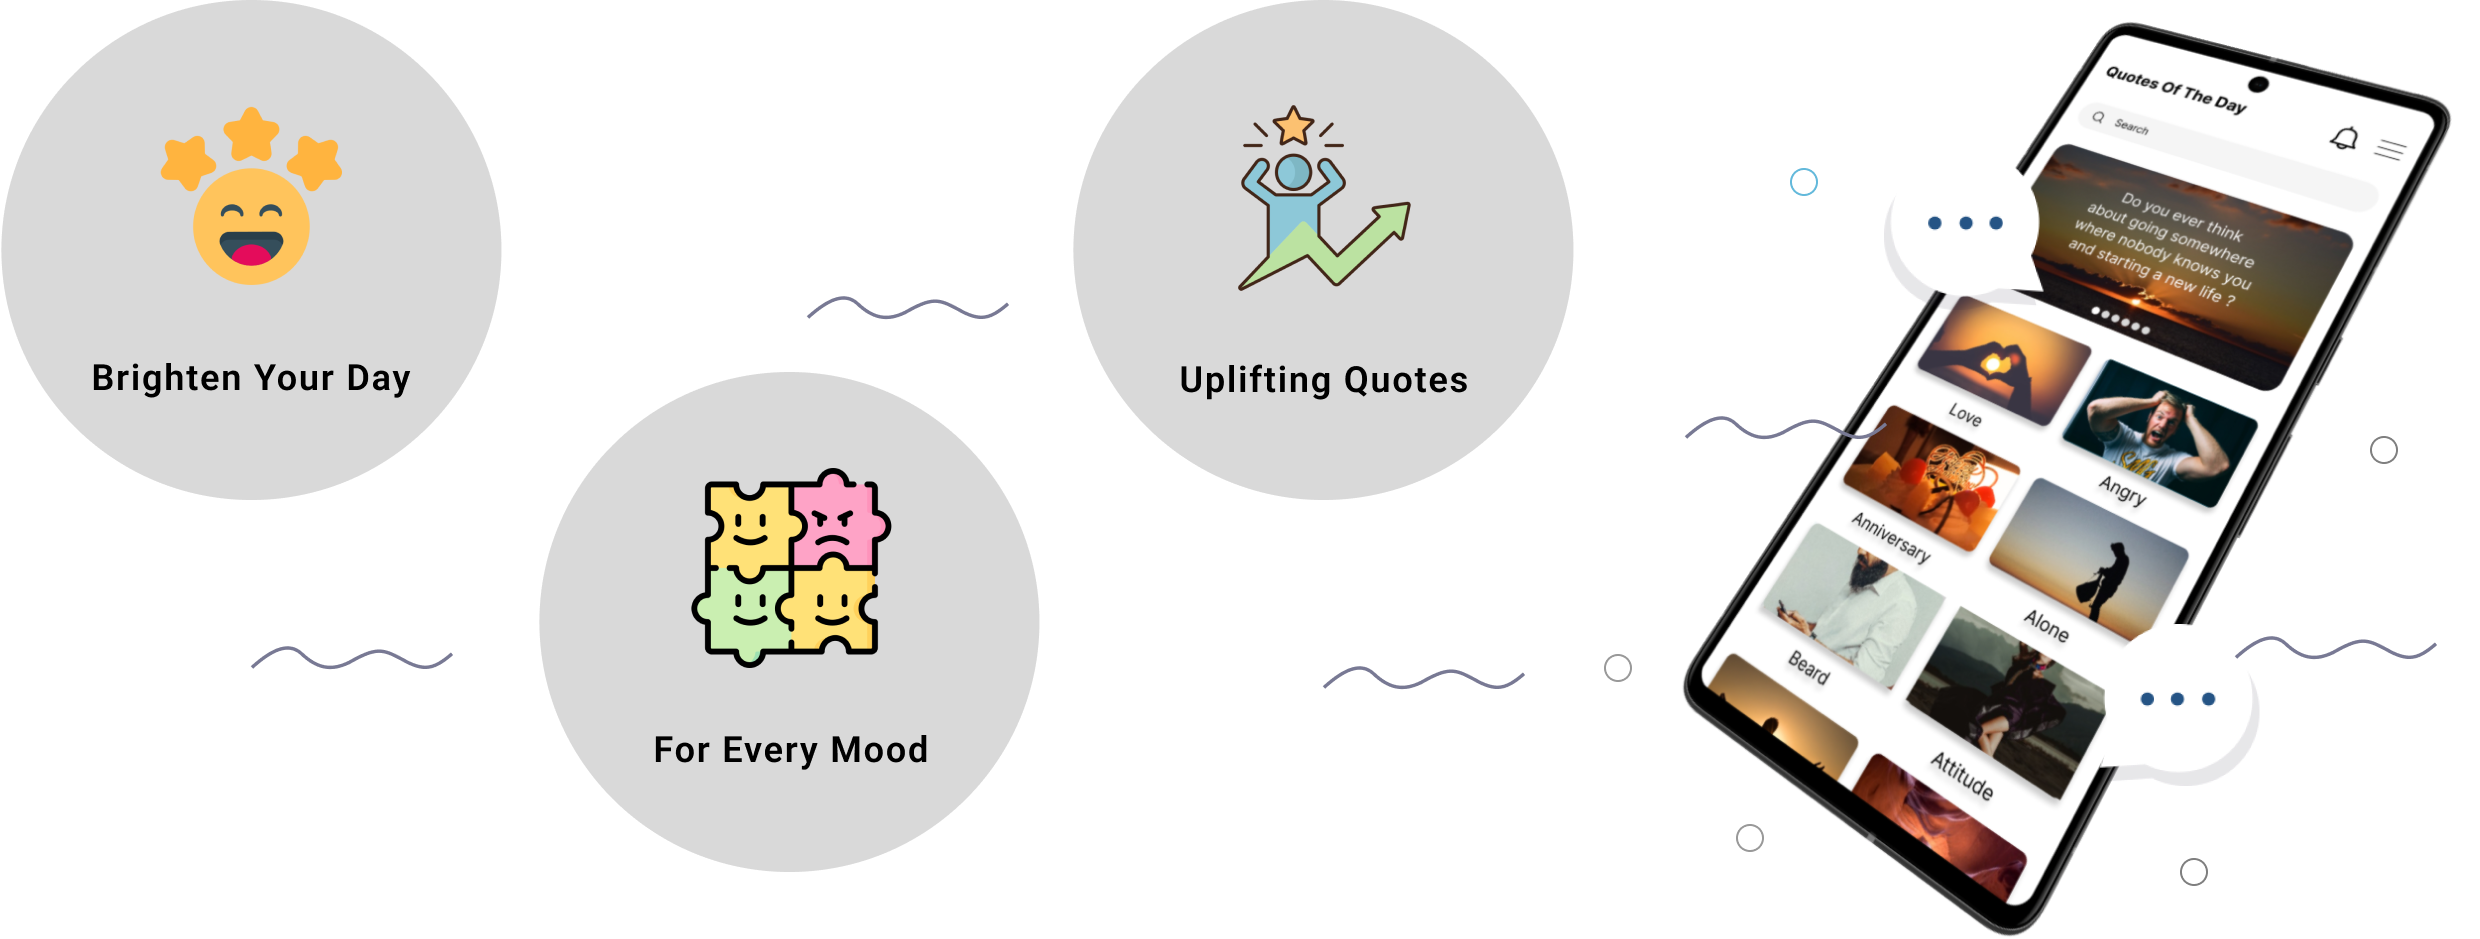 Brighten Your Day
For Every Mood
Uplifting Quotes
Quotes Of The Day
Search
Do you ever think
about going somewhere
where nobody knows you
and starting a new life ?
Love
Angry
Anniversary
Alone
Beard
Attitude